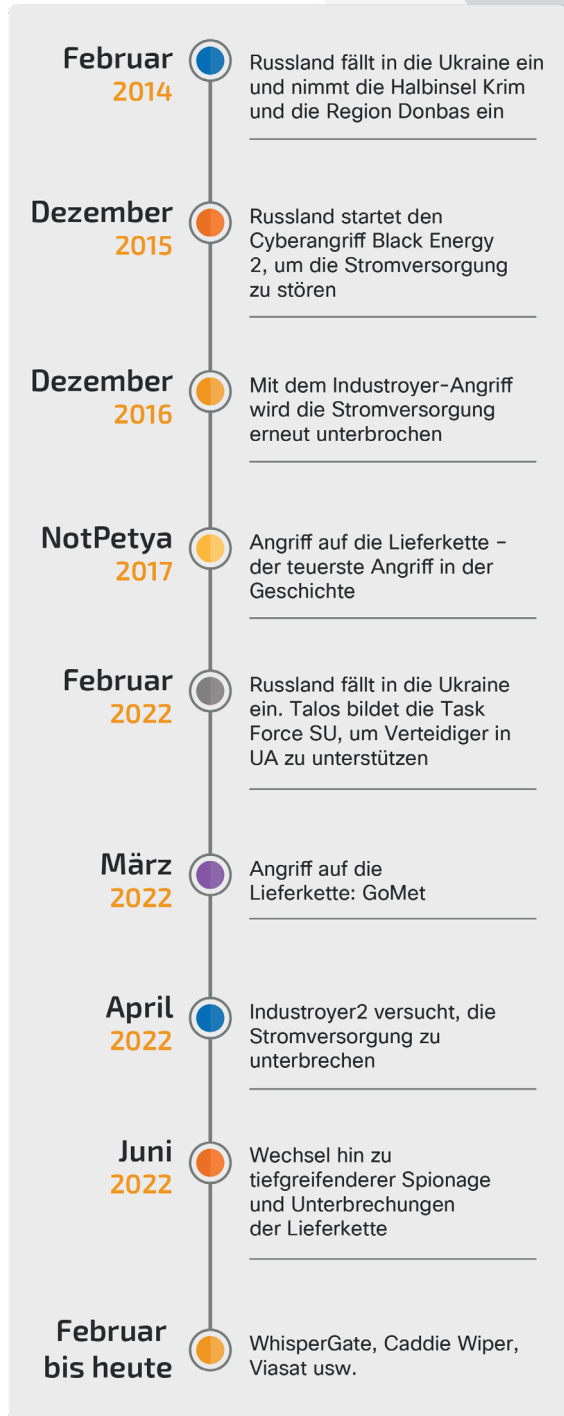 Februar
2014
Russland fällt in die Ukraine ein
und nimmt die Halbinsel Krim
und die Region Donbas ein
Dezember
2015
Russland startet den
Cyberangriff Black Energy
2, um die Stromversorgung
zu stören
Dezember
2016
Mit dem Industroyer-Angriff
wird die Stromversorgung
erneut unterbrochen
NotPetya
2017
Angriff auf die Lieferkette –
der teuerste Angriff in der
Geschichte
Februar
2022
Russland fällt in die Ukraine
ein. Talos bildet die Task
Force SU, um Verteidiger in
UA zu unterstützen
März
2022
Angriff auf die
Lieferkette: GoMet
April
2022
Industroyer2 versucht, die
Stromversorgung zu
unterbrechen
Juni
2022
Wechsel hin zu
tiefgreifenderer Spionage
und Unterbrechungen
der Lieferkette
Februar
bis heute
WhisperGate, Caddie Wiper,
Viasat usw.